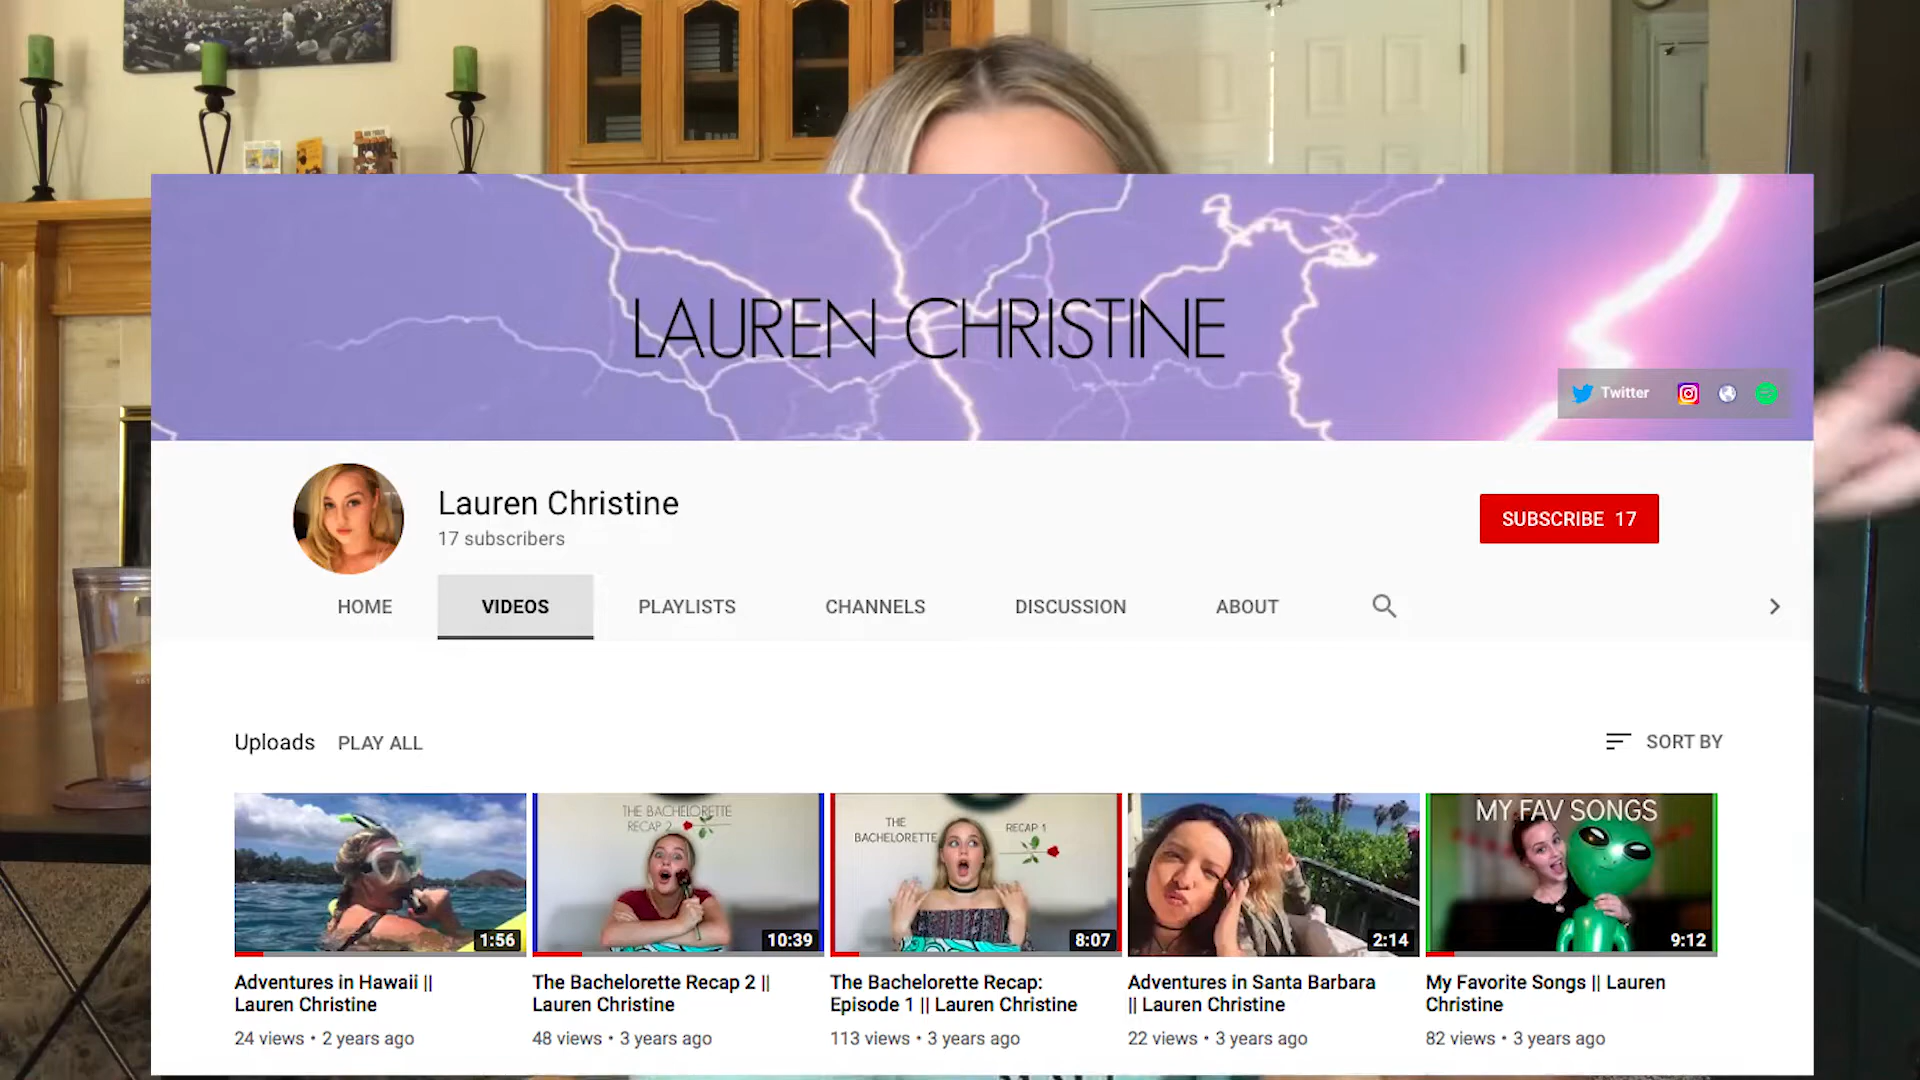 LAUREN CHRISTINE
Twitter
Lauren Christine
17 subscribers
SUBSCRIBE 17
HOME
VIDEOS
PLAYLISTS
CHANNELS
DISCUSSION
ABOUT
Uploads
PLAY ALL
SORT BY
1:56
THE BACHELORETTE
RECAP 2
10:39
THE
BACHELORETTE
RECAP 1
8:07
2:14
MY FAV SONGS
9:12
Adventures in Hawaii ||
Lauren Christine
24 views • 2 years ago
The Bachelorette Recap 2 ||
Lauren Christine
48 views • 3 years ago
The Bachelorette Recap:
Episode 1 || Lauren Christine
113 views • 3 years ago
Adventures in Santa Barbara
|| Lauren Christine
22 views • 3 years ago
My Favorite Songs || Lauren
Christine
82 views • 3 years ago